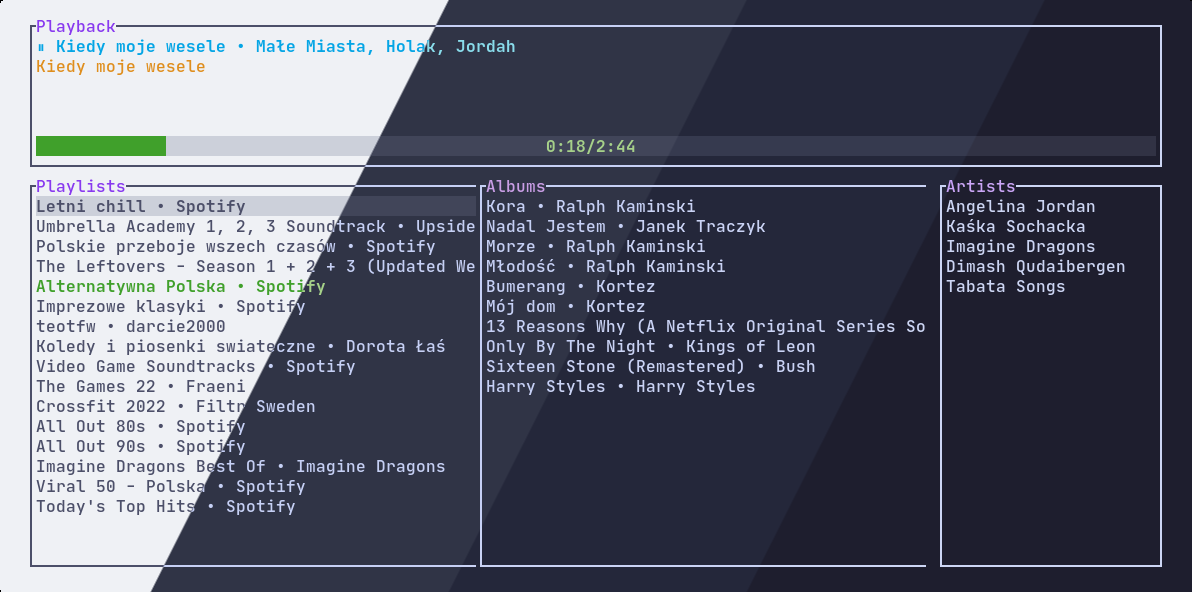 Playback
⏸ Kiedy moje wesele • Małe Miasta, Holak, Jordah
Kiedy moje wesele
0:18/2:44
Playlists
Letni chill • Spotify
Umbrella Academy 1, 2, 3 Soundtrack • Upside
Polskie przeboje wszech czasów • Spotify
The Leftovers - Season 1 + 2 + 3 (Updated We
Alternatywna Polska • Spotify
Imprezowe klasyki • Spotify
teotfw • darcie2000
Koledy i piosenki swiateczne • Dorota Łaś
Video Game Soundtracks • Spotify
The Games 22 • Fraeni
Crossfit 2022 • Filtr Sweden
All Out 80s • Spotify
All Out 90s • Spotify
Imagine Dragons Best Of • Imagine Dragons
Viral 50 - Polska • Spotify
Today's Top Hits • Spotify
Albums
Kora • Ralph Kaminski
Nadal Jestem • Janek Traczyk
Morze • Ralph Kaminski
Młodość • Ralph Kaminski
Bumerang • Kortez
Mój dom • Kortez
13 Reasons Why (A Netflix Original Series So
Only By The Night • Kings of Leon
Sixteen Stone (Remastered) • Bush
Harry Styles • Harry Styles
Artists
Angelina Jordan
Kaśka Sochacka
Imagine Dragons
Dimash Qudaibergen
Tabata Songs